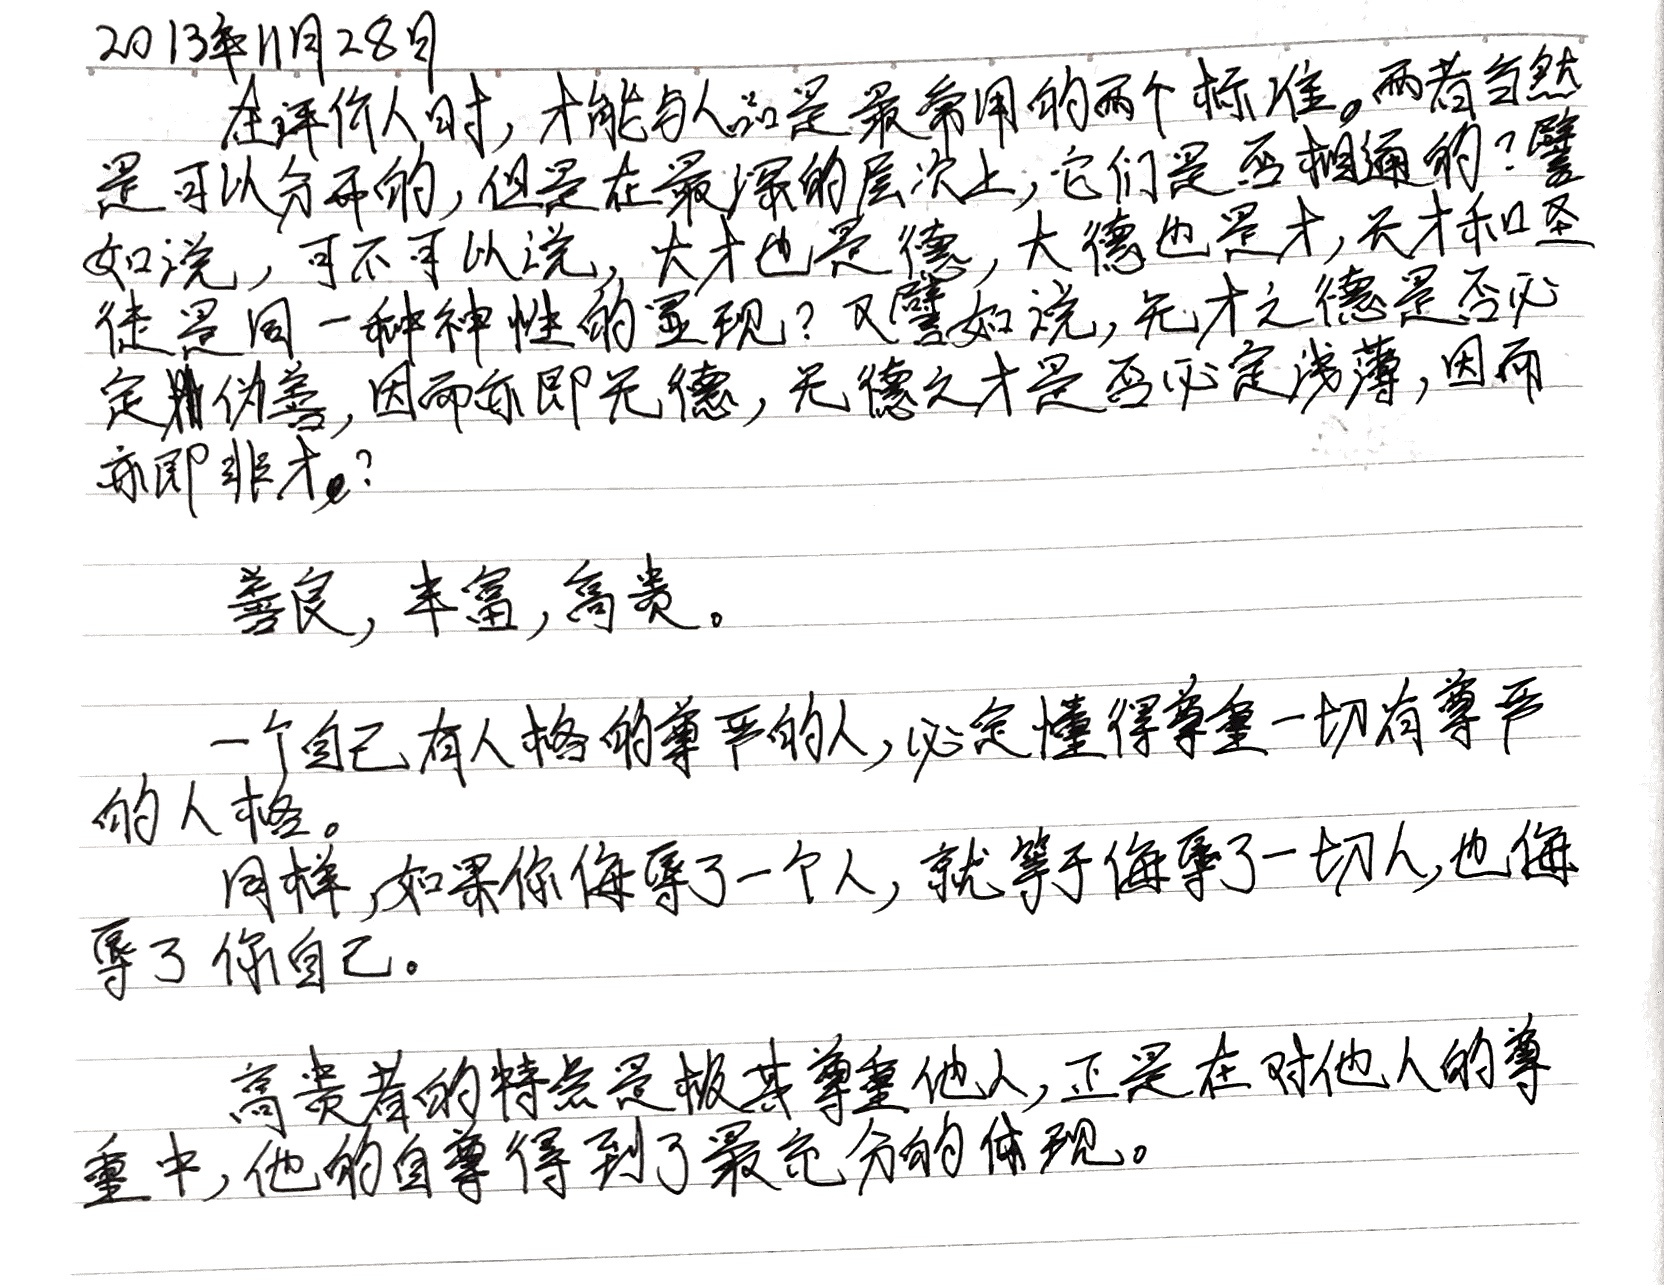 2013年11月28日
在评价人时，才能与人品是最常用的两个标准。两者当然
是可以分开的，但是在最深的层次上，它们是否相通的？譬
如说，可不可以说，大才也是德，大德也是才，天才和圣
徒是同一种神性的显现？又譬如说，无才之德是否必
定伪善，因而亦即无德，无德之才是否必定浅薄，因而
亦即非才？
善良，丰富，高贵。
一个自己有人格的尊严的人，必定懂得尊重一切有尊严
的人格。
同样，如果你侮辱了一个人，就等于侮辱了一切人，也侮
辱了你自己。
高贵者的特点是极其尊重他人，正是在对他人的尊
重中，他的自尊得到了最充分的体现。